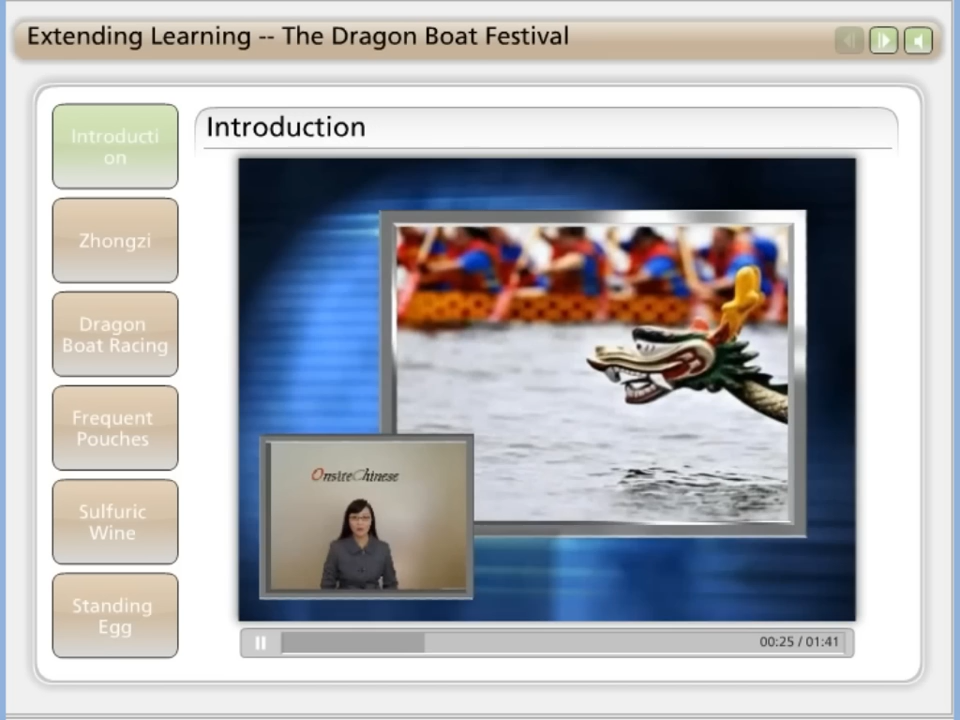 Extending Learning -- The Dragon Boat Festival
Introducti
on
Zhongzi
Dragon
Boat Racing
Frequent
Pouches
Sulfuric
Wine
Standing
Egg
Introduction
OnsiteChinese
00:25 / 01:41